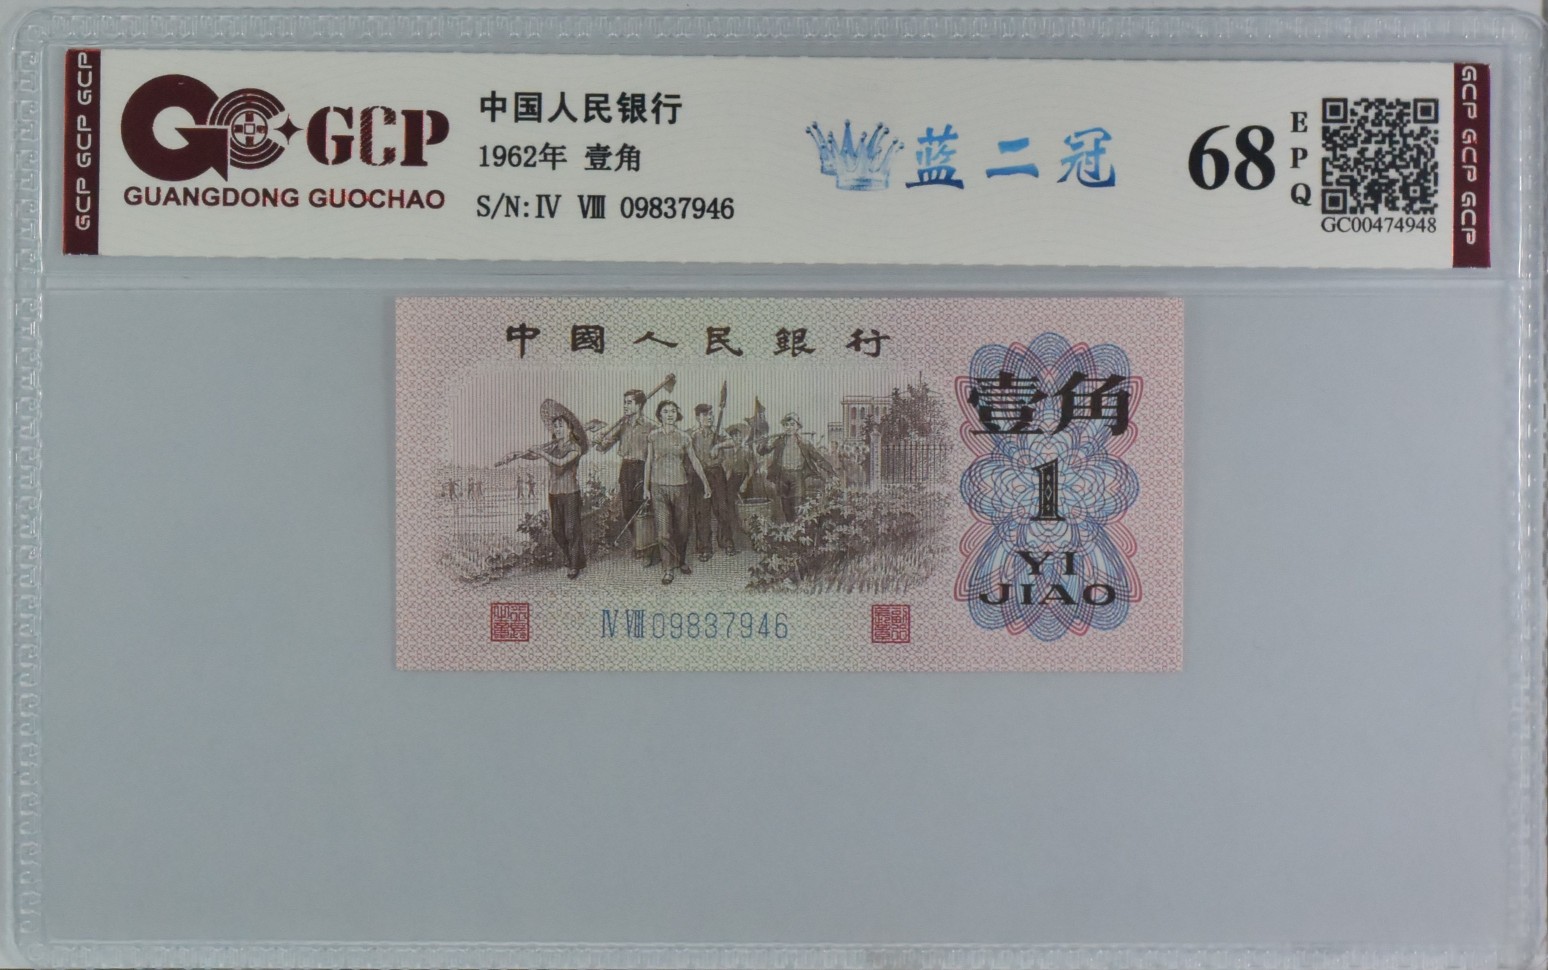 GCP GCP GCP
GCP
GUANGDONG GUOCHAO
中国人民银行
1962年 壹角
S/N: IV VIII 09837946
蓝二冠
68
EPQ
GC00474948
GCP GCP GCP
中國人民銀行
壹角
1
YI
JIAO
IV VIII 09837946